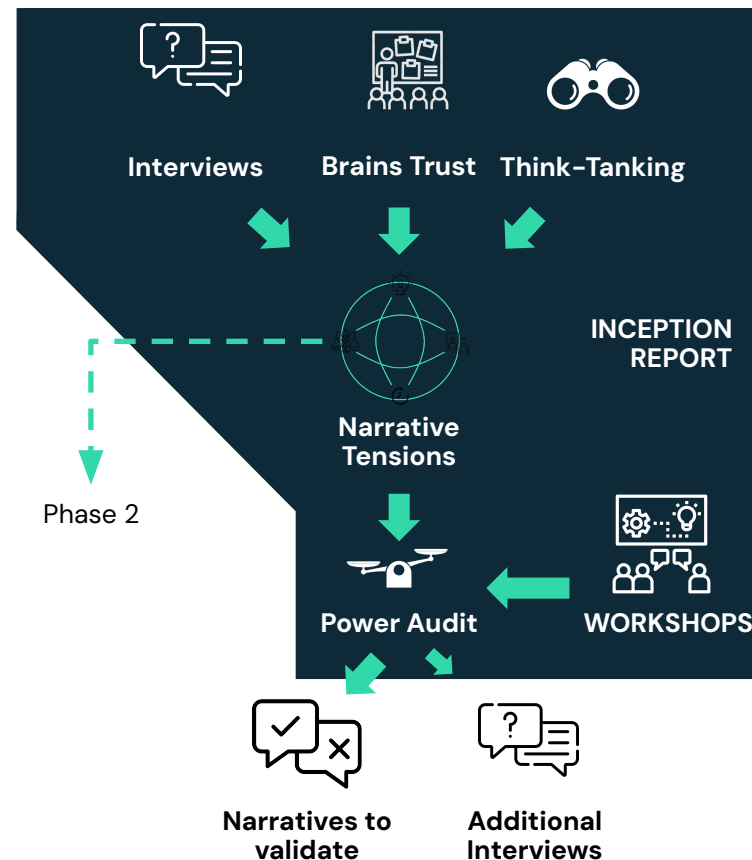 Interviews
Brains Trust
Think-Tanking
INCEPTION
REPORT
Narrative
Tensions
Phase 2
Power Audit
WORKSHOPS
Narratives to
validate
Additional
Interviews